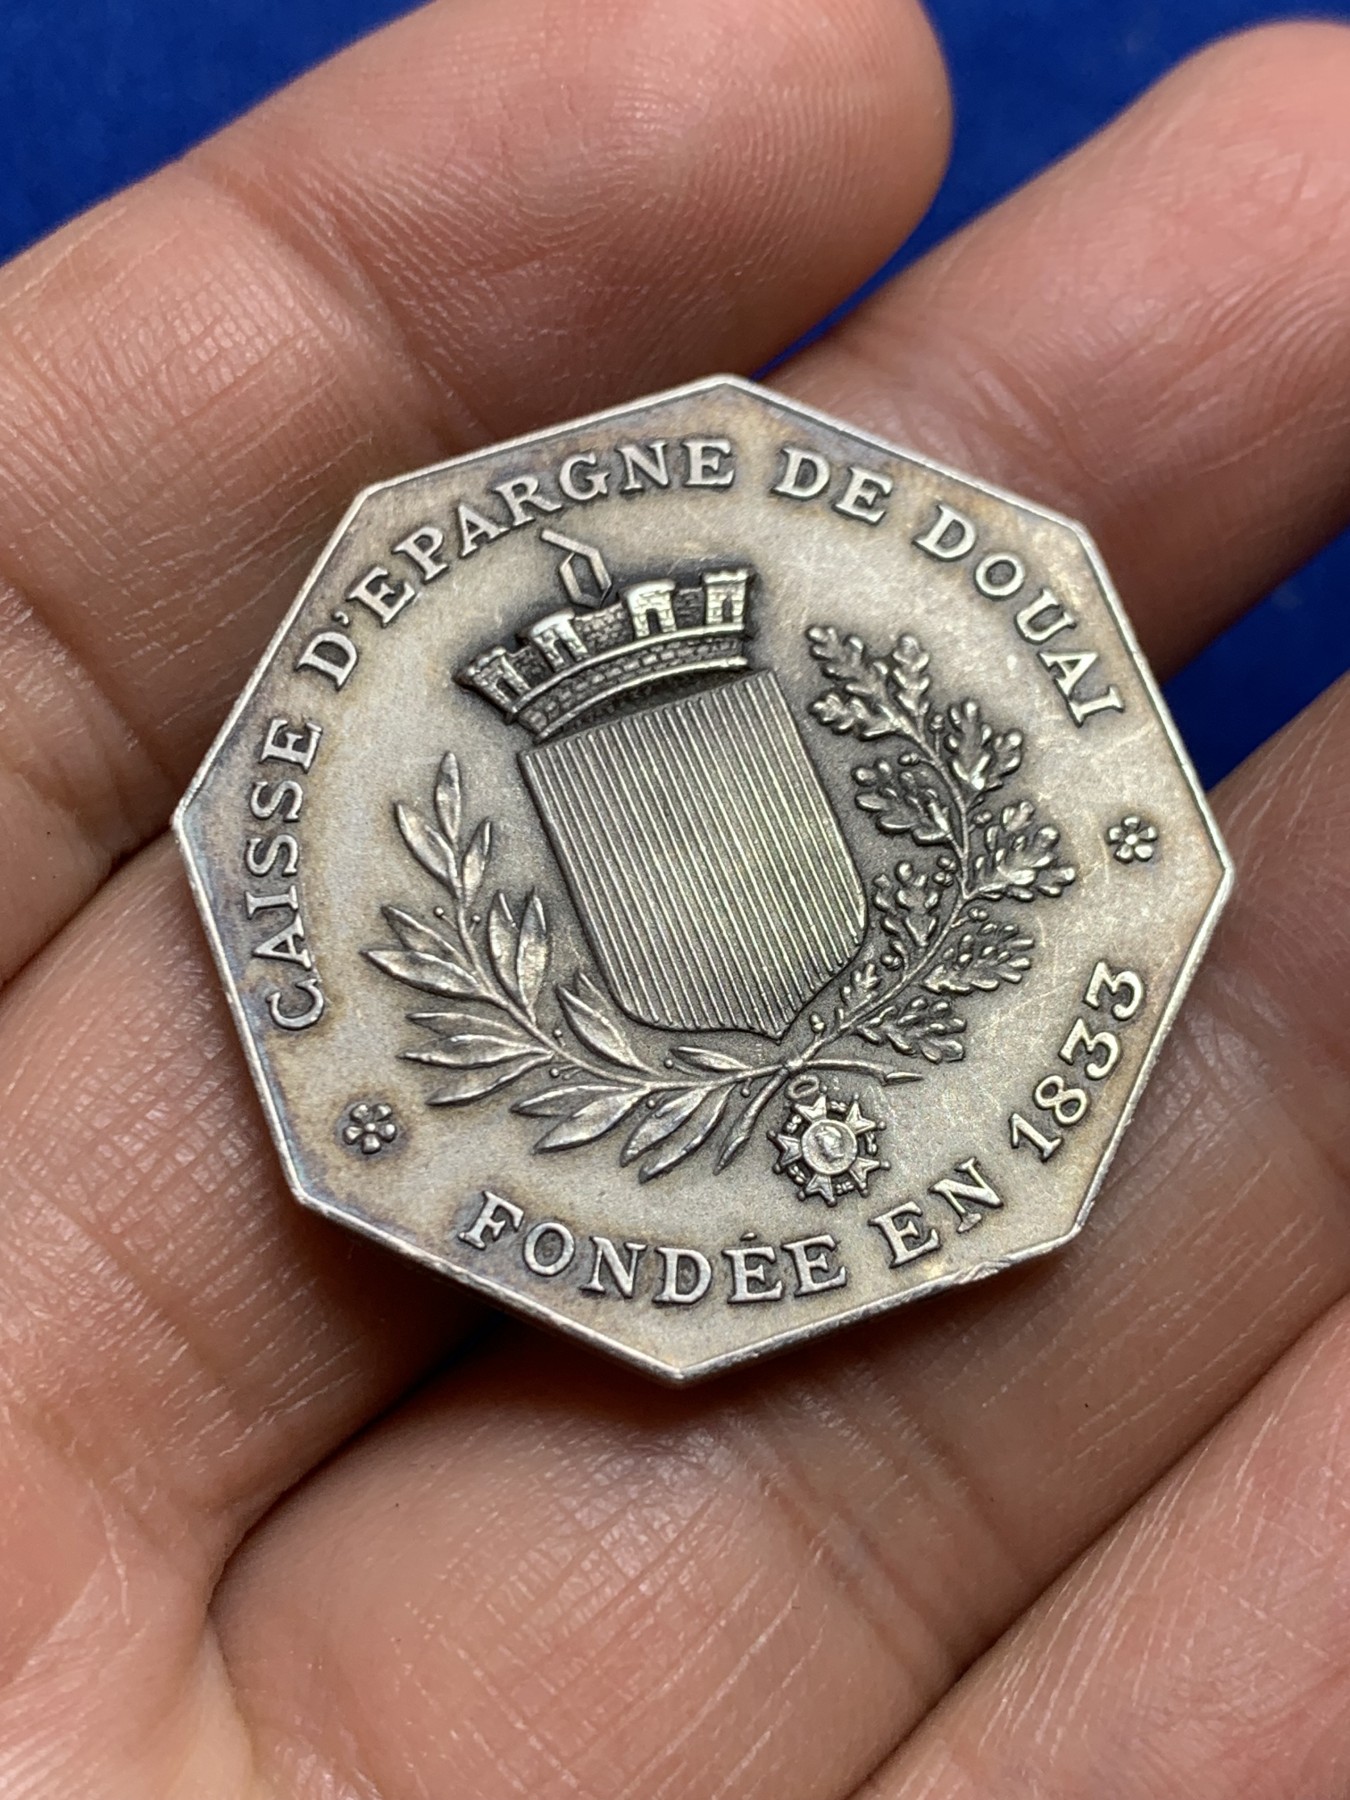 CAISSE D'EPARGNE DE DOUAI
FONDÉE EN 1833